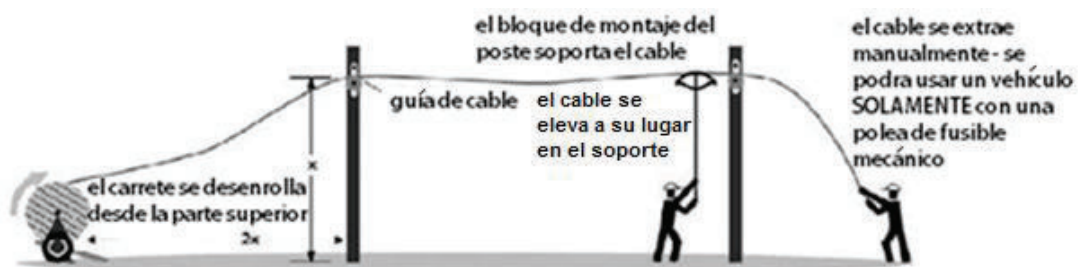 el bloque de montaje del
poste soporta el cable
el cable se extrae
manualmente - se
podra usar un vehículo
SOLAMENTE con una
polea de fusible
mecánico
guía de cable
el cable se
eleva a su lugar
en el soporte
x
el carrete se desenrolla
desde la parte superior
2x